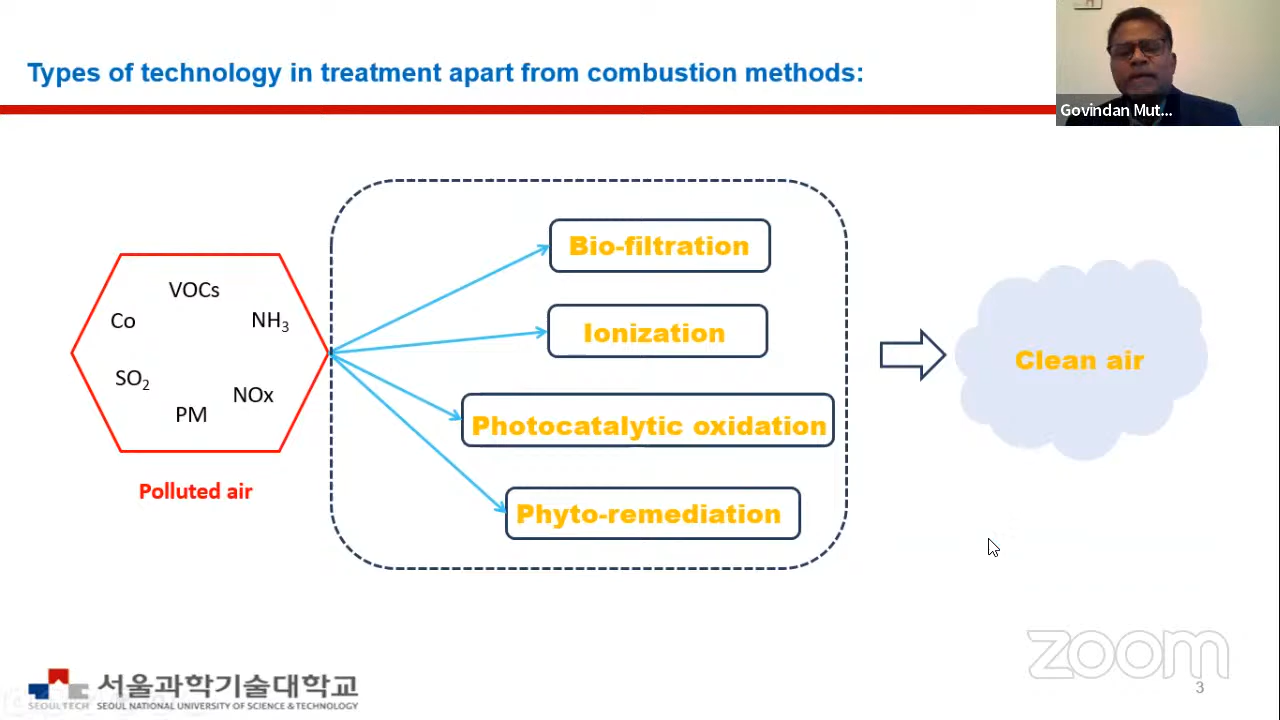 Types of technology in treatment apart from combustion methods:
Govindan Mut...
Bio-filtration
VOCs
Co
NH₃
Ionization
Clean air
SO₂
NOx
PM
Photocatalytic oxidation
Polluted air
Phyto-remediation
zoom
서울과학기술대학교
SEOULTECH SEOUL NATIONAL UNIVERSITY OF SCIENCE & TECHNOLOGY
3